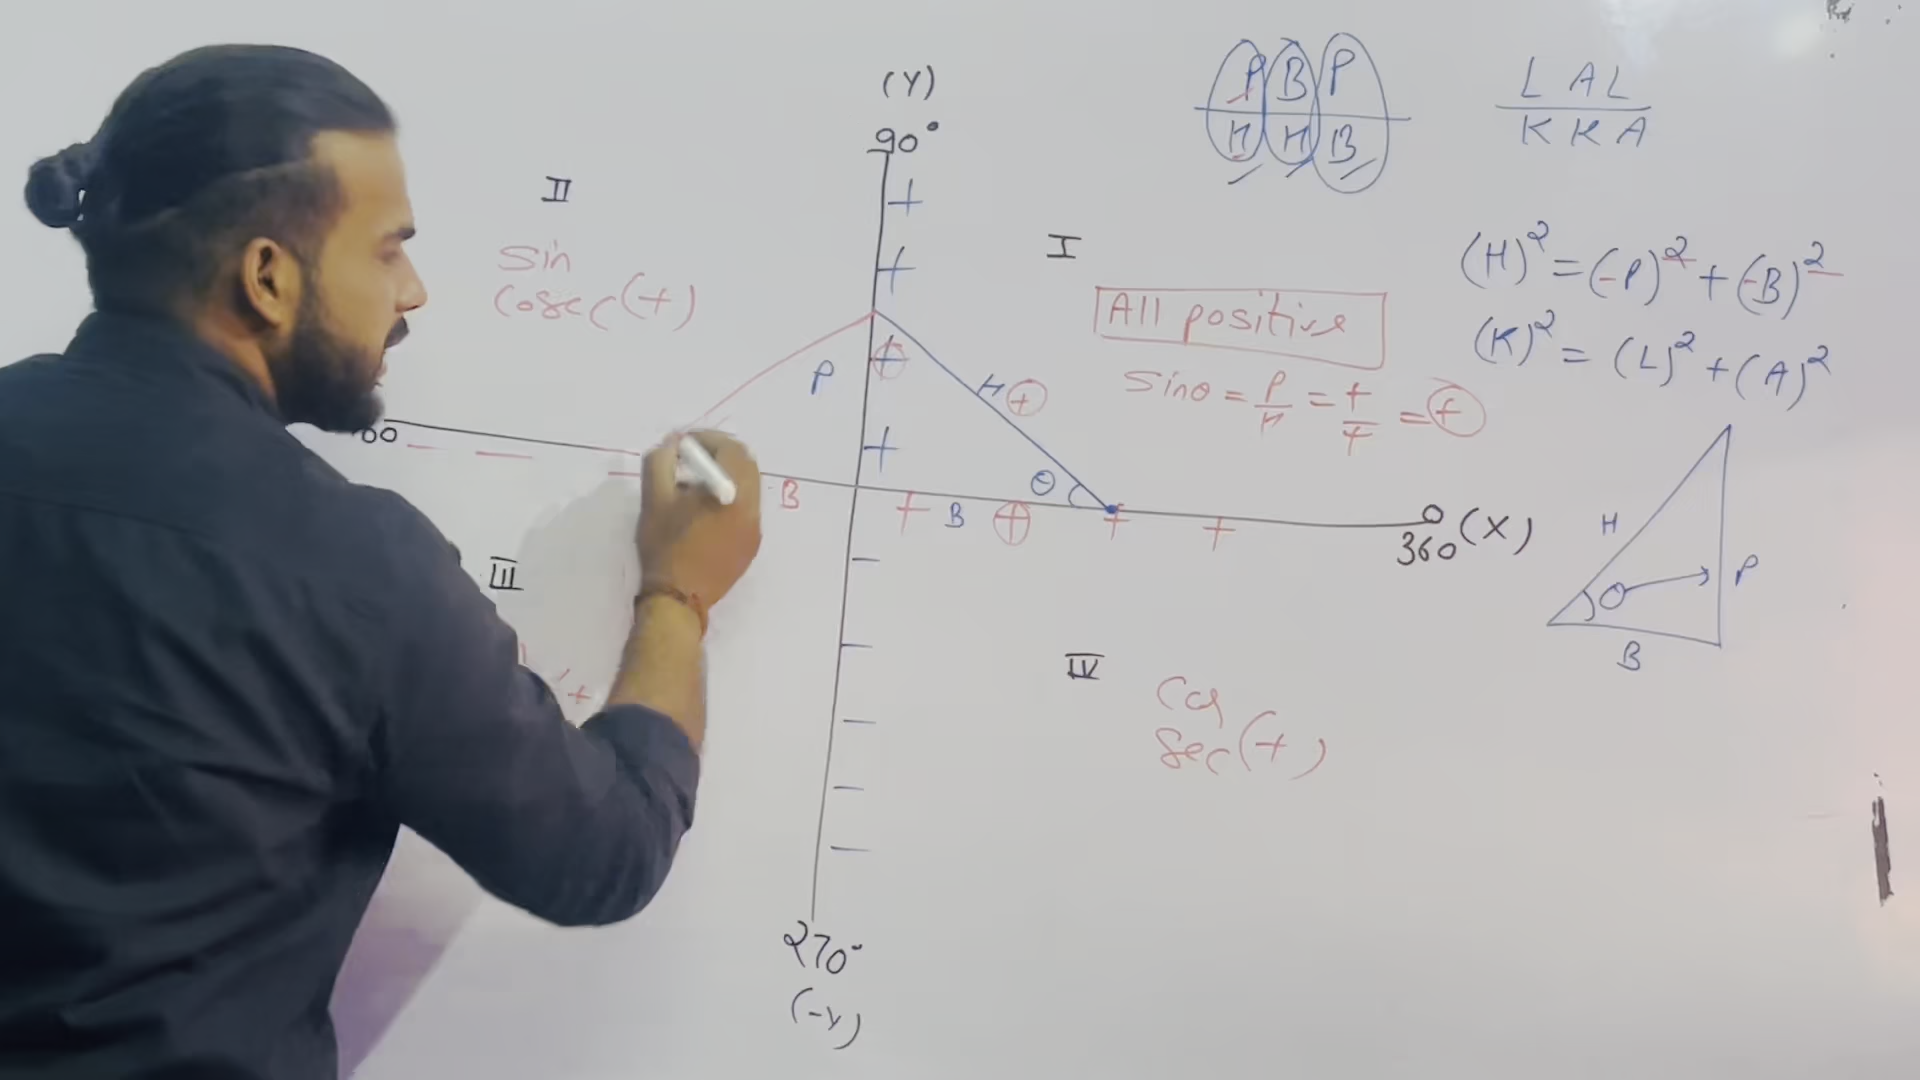 (Y)
90°
II
sin
cosec (+)
P B P
H H B
L A L
K K A
I
All positive
sinθ = P/H = +/+ = +
(H)² = (-P)² + (-B)²
(K)² = (L)² + (A)²
P
+
+
+
+
H +
θ
B
+ B + + +
0
360 (X)
H
θ
P
B
III
+
IV
Cos
Sec (+)
270°
(-Y)